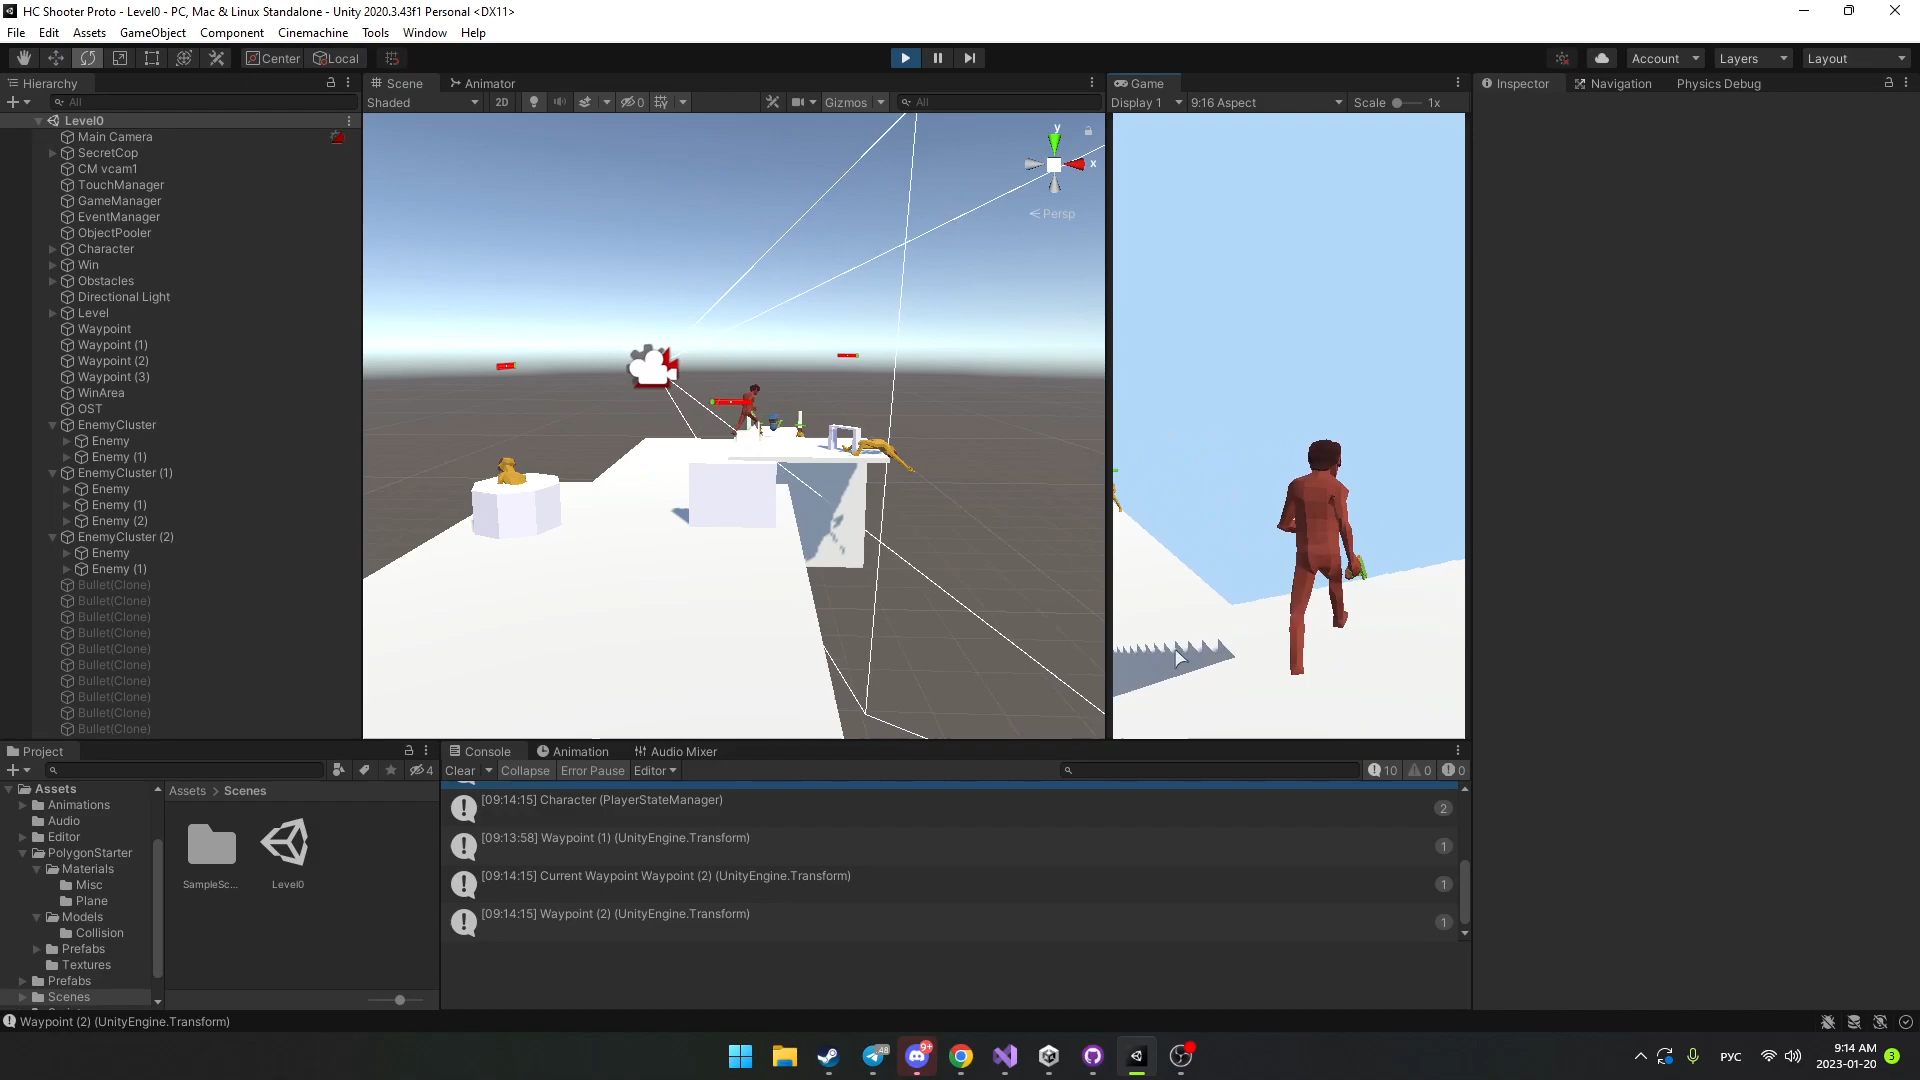 HC Shooter Proto - Level0 - PC, Mac & Linux Standalone - Unity 2020.3.43f1 Personal <DX11>
File Edit Assets GameObject Component Cinemachine Tools Window Help
Center Local Account Layers Layout
Hierarchy
All
Level0
Main Camera
SecretCop
CM vcam1
TouchManager
GameManager
EventManager
ObjectPooler
Character
Win
Obstacles
Directional Light
Level
Waypoint
Waypoint (1)
Waypoint (2)
Waypoint (3)
WinArea
OST
EnemyCluster
Enemy
Enemy (1)
EnemyCluster (1)
Enemy
Enemy (1)
Enemy (2)
EnemyCluster (2)
Enemy
Enemy (1)
Bullet(Clone)
Bullet(Clone)
Bullet(Clone)
Bullet(Clone)
Bullet(Clone)
Bullet(Clone)
Bullet(Clone)
Bullet(Clone)
Bullet(Clone)
Bullet(Clone)
Scene Animator
Shaded 2D 0 Gizmos All
y
x
Persp
Game
Display 1 9:16 Aspect Scale 1x
Inspector Navigation Physics Debug
Project
4
Assets
Animations
Audio
Editor
PolygonStarter
Materials
Misc
Plane
Models
Collision
Prefabs
Textures
Prefabs
Scenes
Assets > Scenes
SampleSc... Level0
Console Animation Audio Mixer
Clear Collapse Error Pause Editor 10 0 0
[09:14:15] Character (PlayerStateManager) 2
[09:13:58] Waypoint (1) (UnityEngine.Transform) 1
[09:14:15] Current Waypoint Waypoint (2) (UnityEngine.Transform) 1
[09:14:15] Waypoint (2) (UnityEngine.Transform) 1
Waypoint (2) (UnityEngine.Transform)
48 9+ РУС 9:14 AM 3
2023-01-20